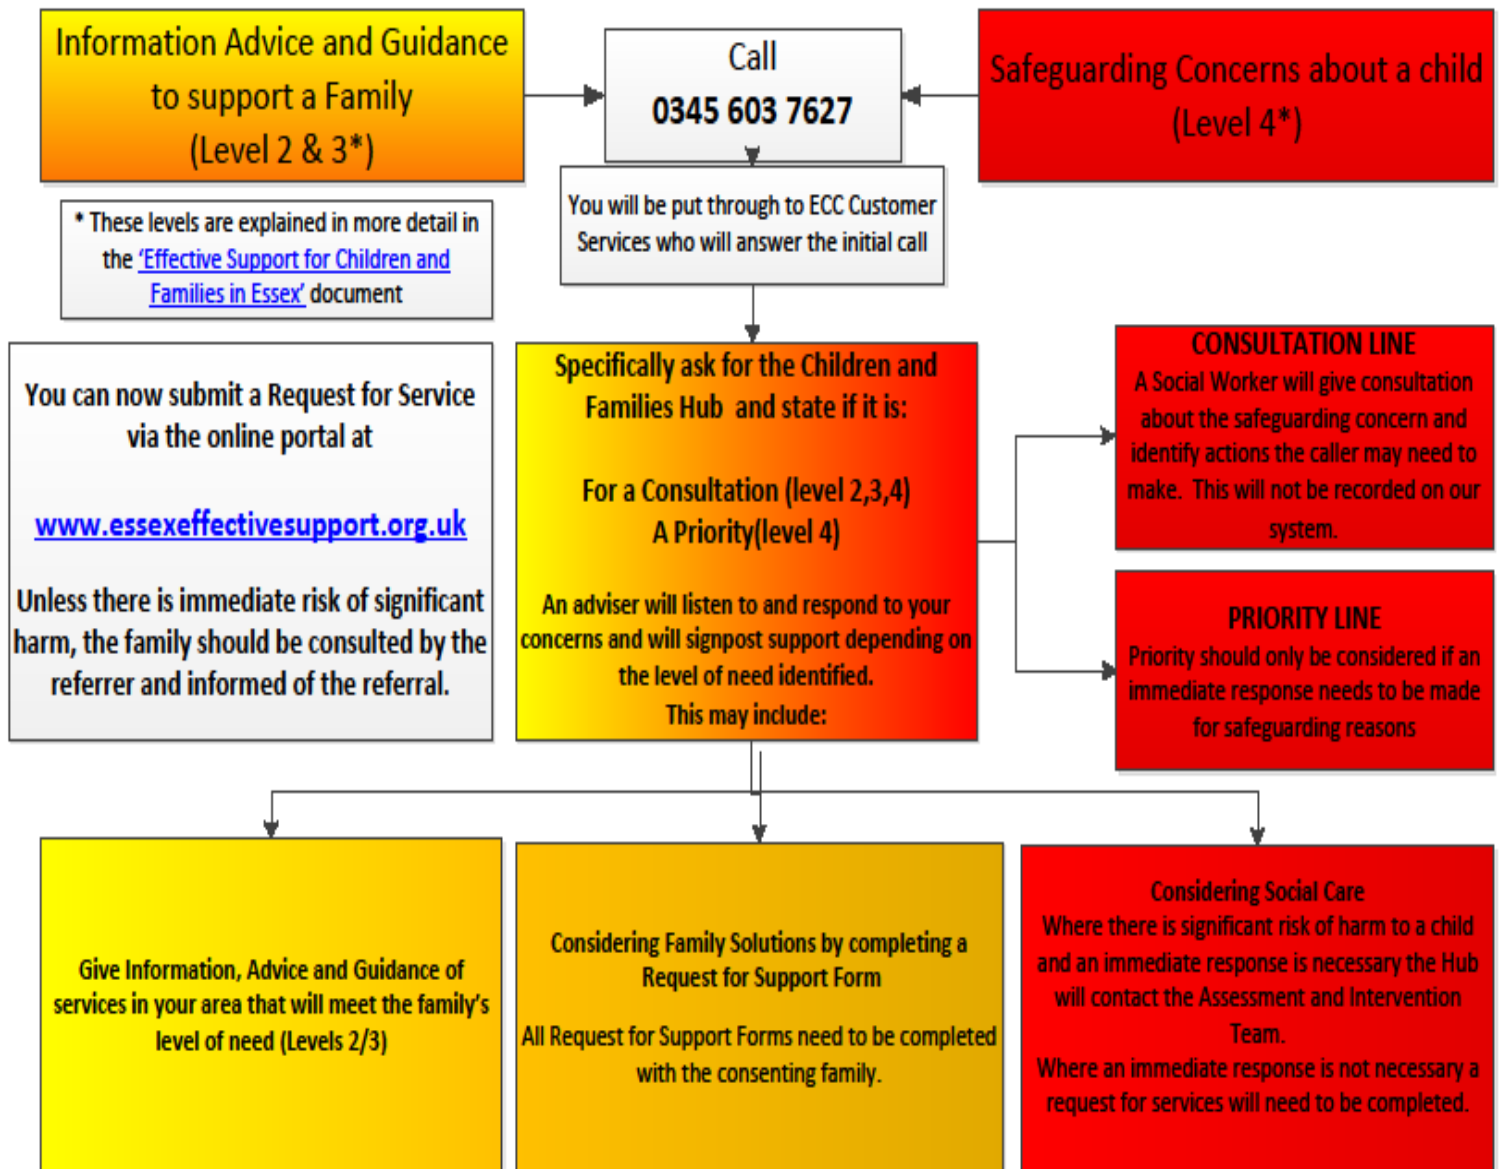 Information Advice and Guidance
to support a Family
(Level 2 & 3*)
Call
0345 603 7627
Safeguarding Concerns about a child
(Level 4*)
* These levels are explained in more detail in
the ‘Effective Support for Children and
Families in Essex’ document
You will be put through to ECC Customer
Services who will answer the initial call
You can now submit a Request for Service
via the online portal at
www.essexeffectivesupport.org.uk
Unless there is immediate risk of significant
harm, the family should be consulted by the
referrer and informed of the referral.
Specifically ask for the Children and
Families Hub and state if it is:
For a Consultation (level 2,3,4)
A Priority(level 4)
An adviser will listen to and respond to your
concerns and will signpost support depending on
the level of need identified.
This may include:
CONSULTATION LINE
A Social Worker will give consultation
about the safeguarding concern and
identify actions the caller may need to
make. This will not be recorded on our
system.
PRIORITY LINE
Priority should only be considered if an
immediate response needs to be made
for safeguarding reasons
Give Information, Advice and Guidance of
services in your area that will meet the family’s
level of need (Levels 2/3)
Considering Family Solutions by completing a
Request for Support Form
All Request for Support Forms need to be completed
with the consenting family.
Considering Social Care
Where there is significant risk of harm to a child
and an immediate response is necessary the Hub
will contact the Assessment and Intervention
Team.
Where an immediate response is not necessary a
request for services will need to be completed.